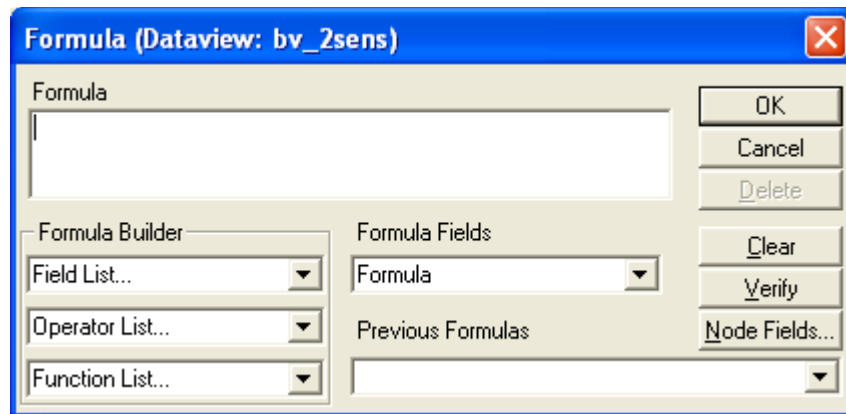 Formula (Dataview: bv_2sens)
Formula
OK
Cancel
Delete
Formula Builder
Formula Fields
Clear
Field List...
Formula
Verify
Operator List...
Previous Formulas
Node Fields...
Function List...